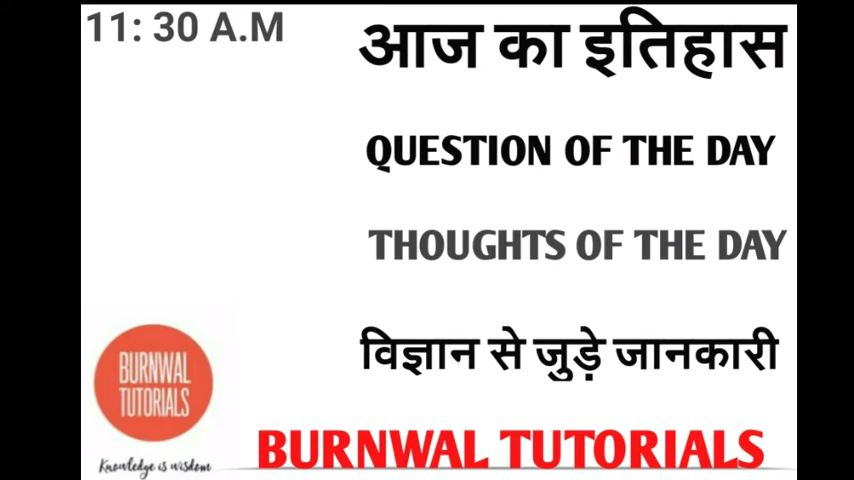 11: 30 A.M
आज का इतिहास
QUESTION OF THE DAY
THOUGHTS OF THE DAY
विज्ञान से जुड़े जानकारी
BURNWAL
TUTORIALS
Knowledge is wisdom
BURNWAL TUTORIALS